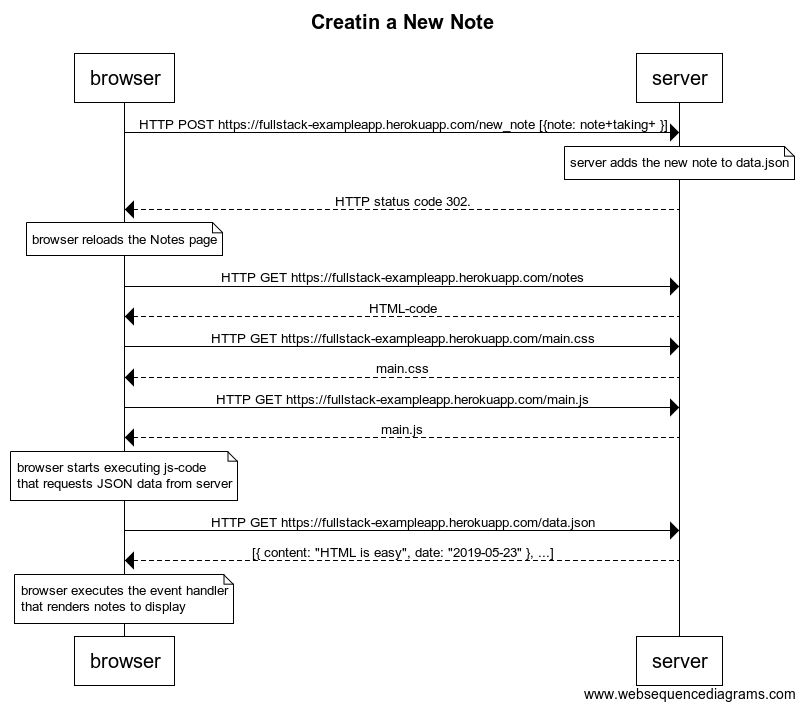 Creatin a New Note
browser
server
HTTP POST https://fullstack-exampleapp.herokuapp.com/new_note [{note: note+taking+ }]
server adds the new note to data.json
HTTP status code 302.
browser reloads the Notes page
HTTP GET https://fullstack-exampleapp.herokuapp.com/notes
HTML-code
HTTP GET https://fullstack-exampleapp.herokuapp.com/main.css
main.css
HTTP GET https://fullstack-exampleapp.herokuapp.com/main.js
main.js
browser starts executing js-code
that requests JSON data from server
HTTP GET https://fullstack-exampleapp.herokuapp.com/data.json
[{ content: "HTML is easy", date: "2019-05-23" }, ...]
browser executes the event handler
that renders notes to display
browser
server
www.websequencediagrams.com